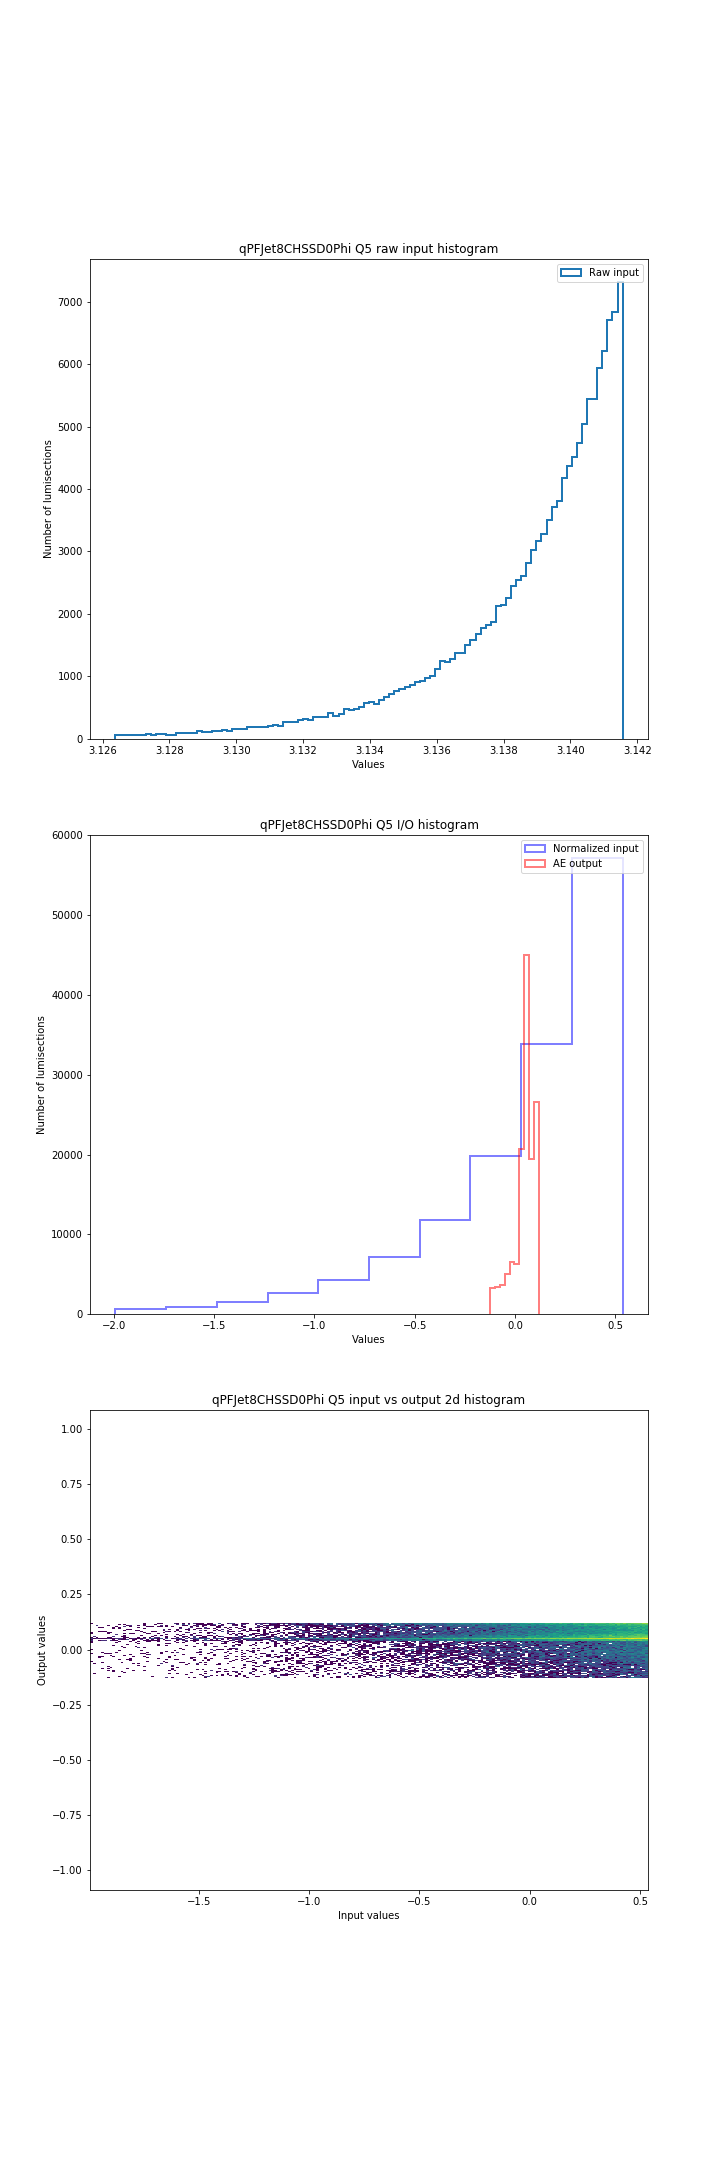 qPFJet8CHSSD0Phi Q5 raw input histogram
Raw input
7000
6000
5000
4000
3000
2000
1000
0
Number of lumisections
3.126 3.128 3.130 3.132 3.134 3.136 3.138 3.140 3.142
Values
qPFJet8CHSSD0Phi Q5 I/O histogram
Normalized input
AE output
60000
50000
40000
30000
20000
10000
0
Number of lumisections
−2.0 −1.5 −1.0 −0.5 0.0 0.5
Values
qPFJet8CHSSD0Phi Q5 input vs output 2d histogram
1.00
0.75
0.50
0.25
0.00
−0.25
−0.50
−0.75
−1.00
Output values
−1.5 −1.0 −0.5 0.0 0.5
Input values